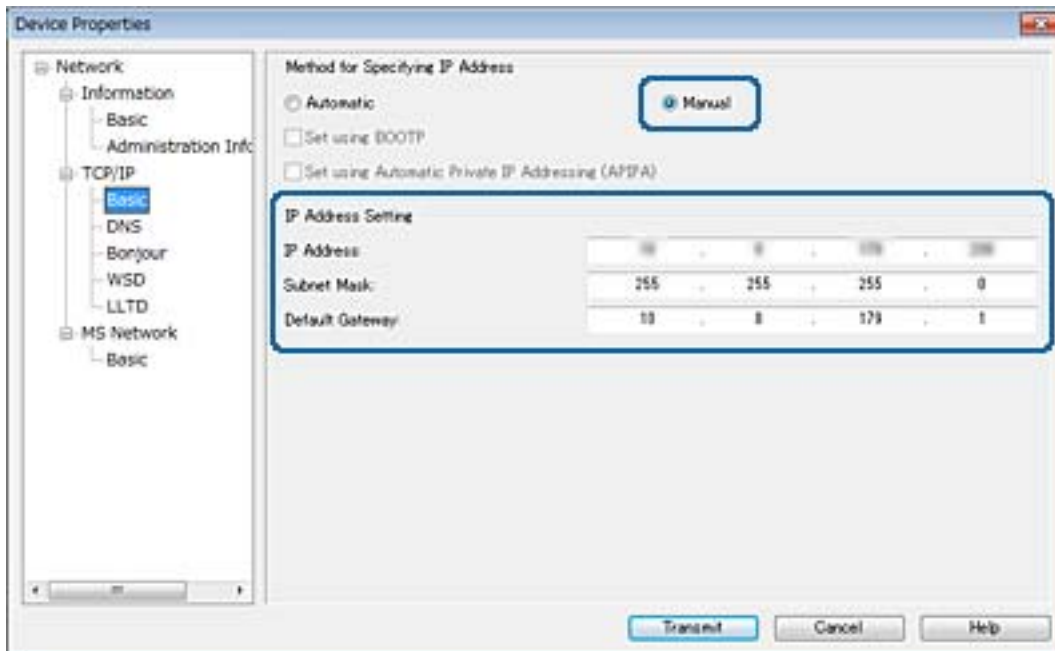 Device Properties
Network
Information
Basic
Administration Info
TCP/IP
Basic
DNS
Bonjour
WSD
LLTD
MS Network
Basic
Method for Specifying IP Address
Automatic
Manual
Set using BOOTP
Set using Automatic Private IP Addressing (APIPA)
IP Address Setting
IP Address:
Subnet Mask: 255 . 255 . 255 . 0
Default Gateway: 10 . 8 . 179 . 1
Transmit Cancel Help